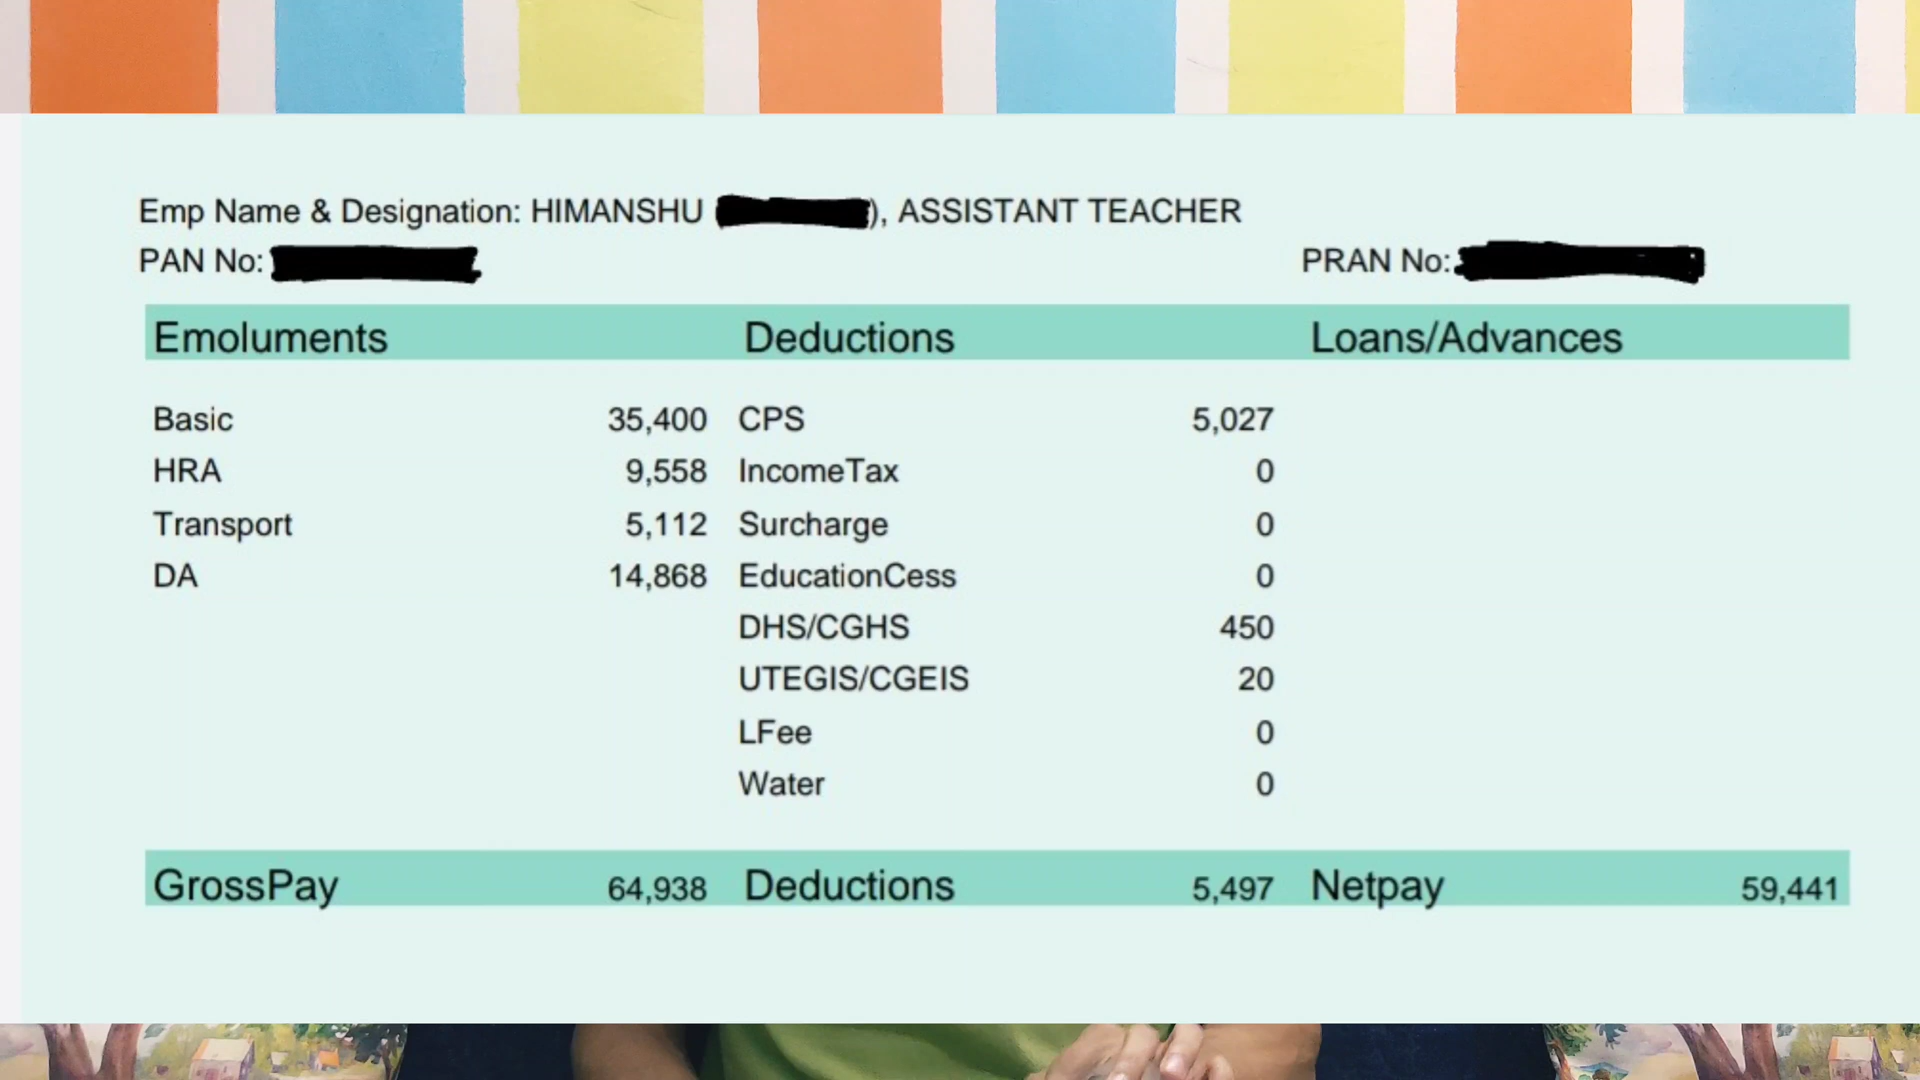 Emp Name & Designation: HIMANSHU ), ASSISTANT TEACHER
PAN No: PRAN No:
Emoluments Deductions Loans/Advances
Basic 35,400 CPS 5,027
HRA 9,558 IncomeTax 0
Transport 5,112 Surcharge 0
DA 14,868 EducationCess 0
DHS/CGHS 450
UTEGIS/CGEIS 20
LFee 0
Water 0
GrossPay 64,938 Deductions 5,497 Netpay 59,441